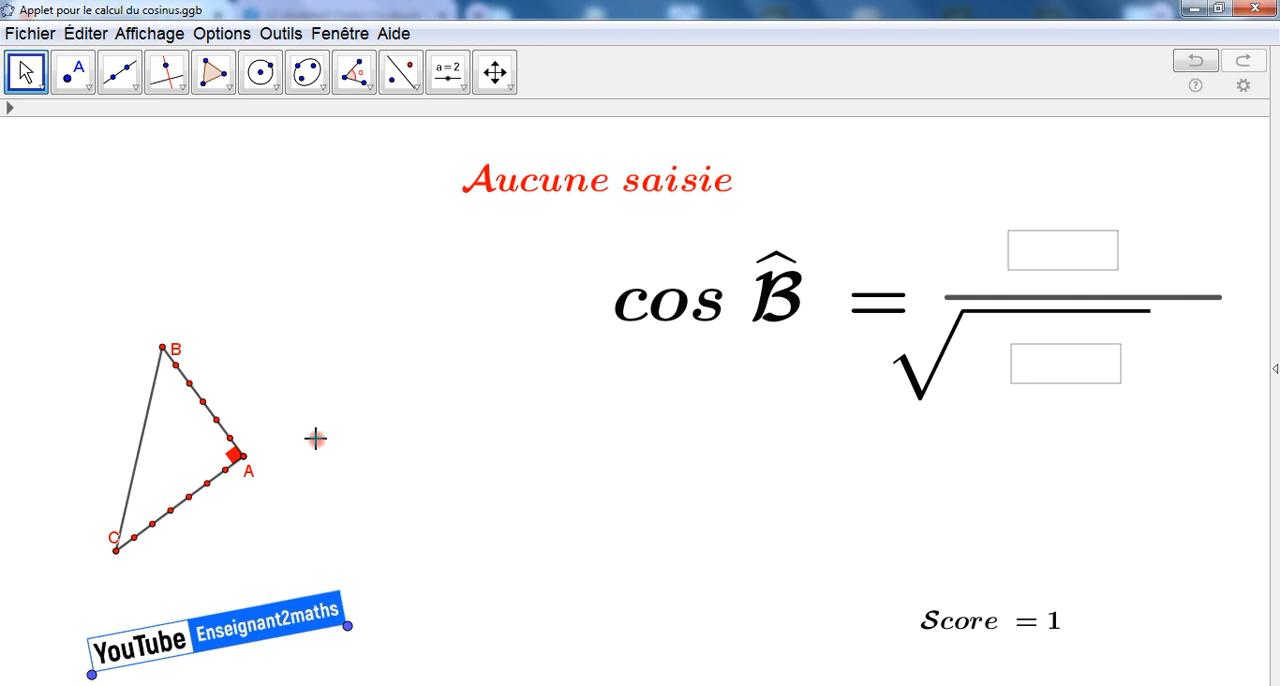 Applet pour le calcul du cosinus.ggb
Fichier Éditer Affichage Options Outils Fenêtre Aide
A
a=2
Aucune saisie
cos B̂ = √
B
A
C
YouTube Enseignant2maths
Score = 1